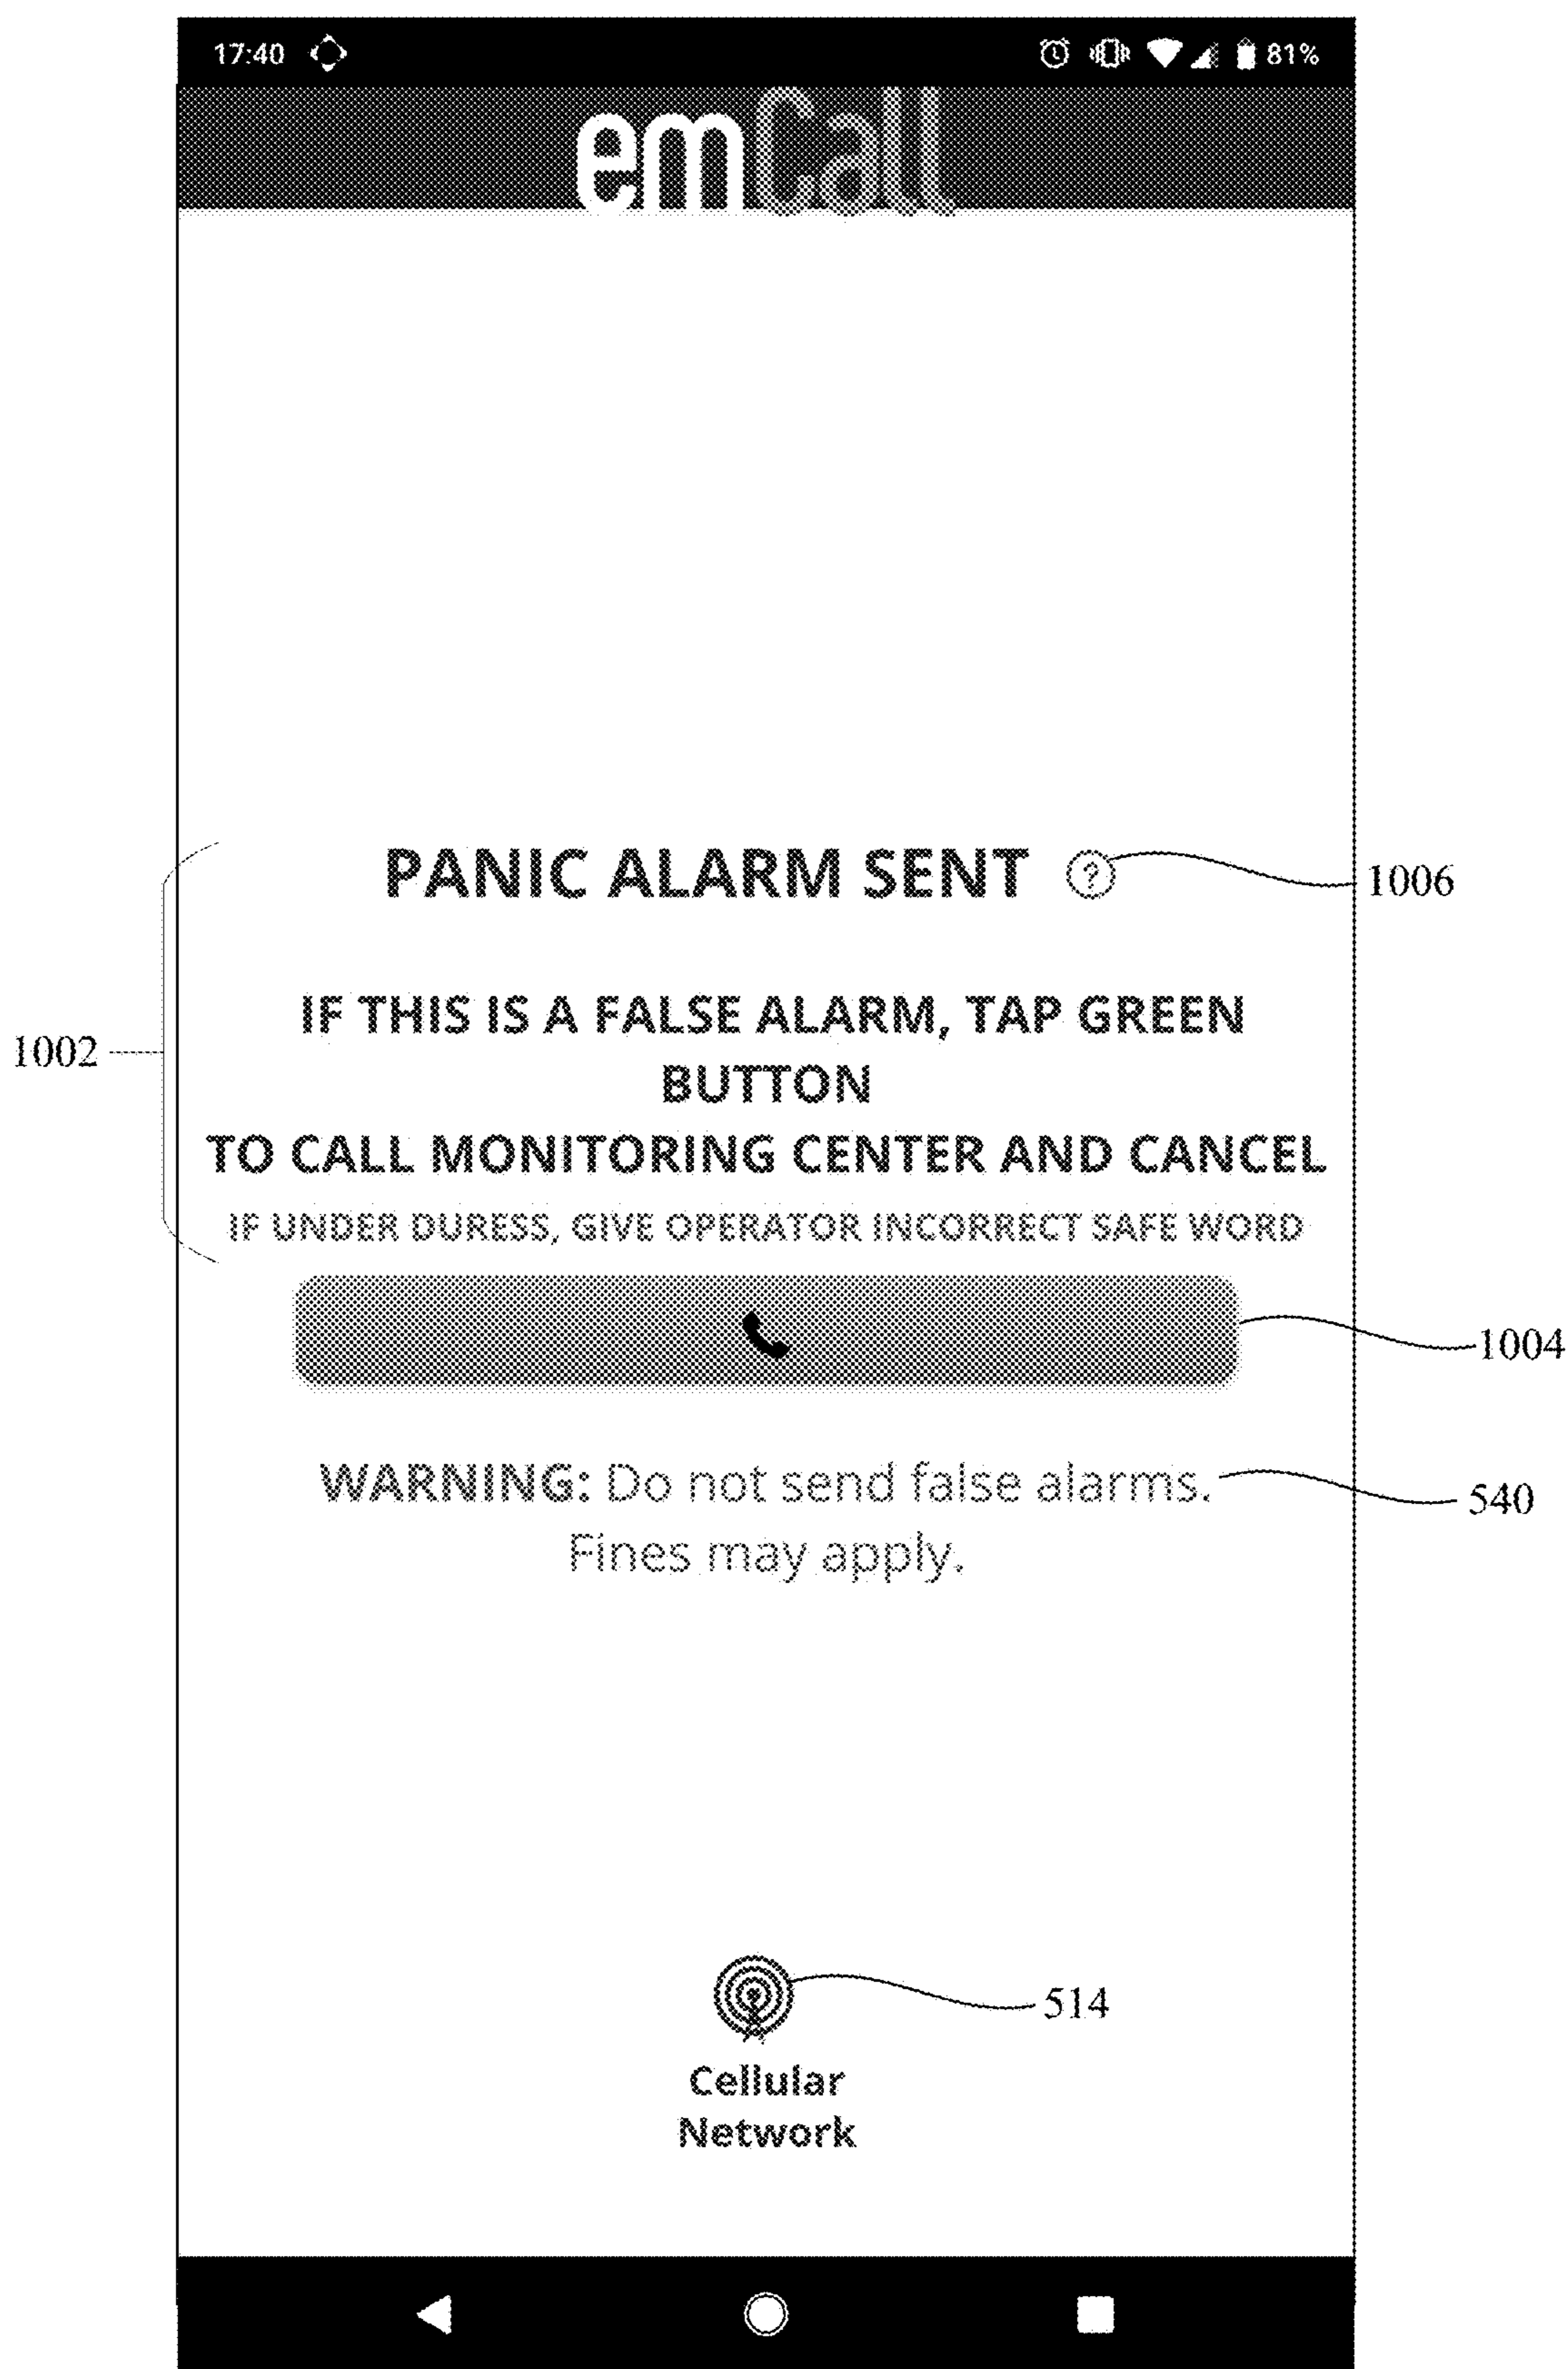 17:40 81%
emCall
PANIC ALARM SENT ? 1006
IF THIS IS A FALSE ALARM, TAP GREEN
1002
BUTTON
TO CALL MONITORING CENTER AND CANCEL
IF UNDER DURESS, GIVE OPERATOR INCORRECT SAFE WORD
1004
WARNING: Do not send false alarms. 540
Fines may apply.
514
Cellular
Network